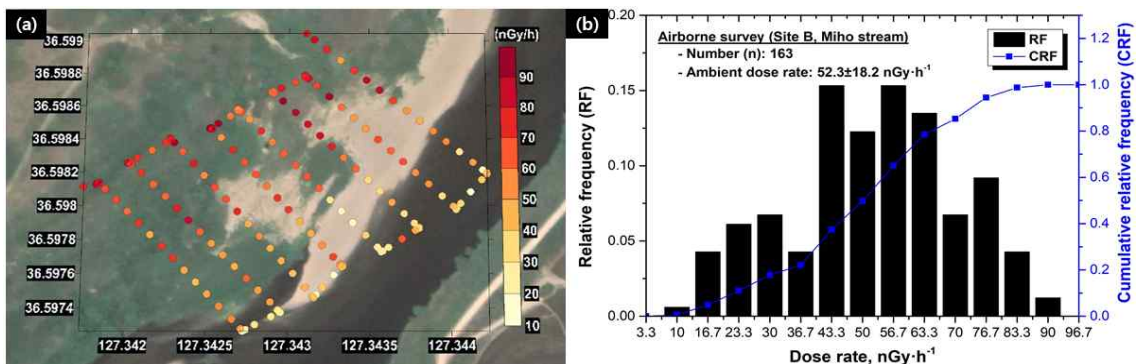 (a)
(nGy/h)
36.599
36.5988
36.5986
36.5984
36.5982
36.598
36.5978
36.5976
36.5974
127.342
127.3425
127.343
127.3435
127.344
90
80
70
60
50
40
30
20
10
(b)
Airborne survey (Site B, Miho stream)
- Number (n): 163
- Ambient dose rate: 52.3±18.2 nGy·h-1
RF
CRF
Relative frequency (RF)
0.20
0.15
0.10
0.05
0.00
Cumulative relative frequency (CRF)
1.2
1.0
0.8
0.6
0.4
0.2
0.0
3.3 10 16.7 23.3 30 36.7 43.3 50 56.7 63.3 70 76.7 83.3 90 96.7
Dose rate, nGy·h-1